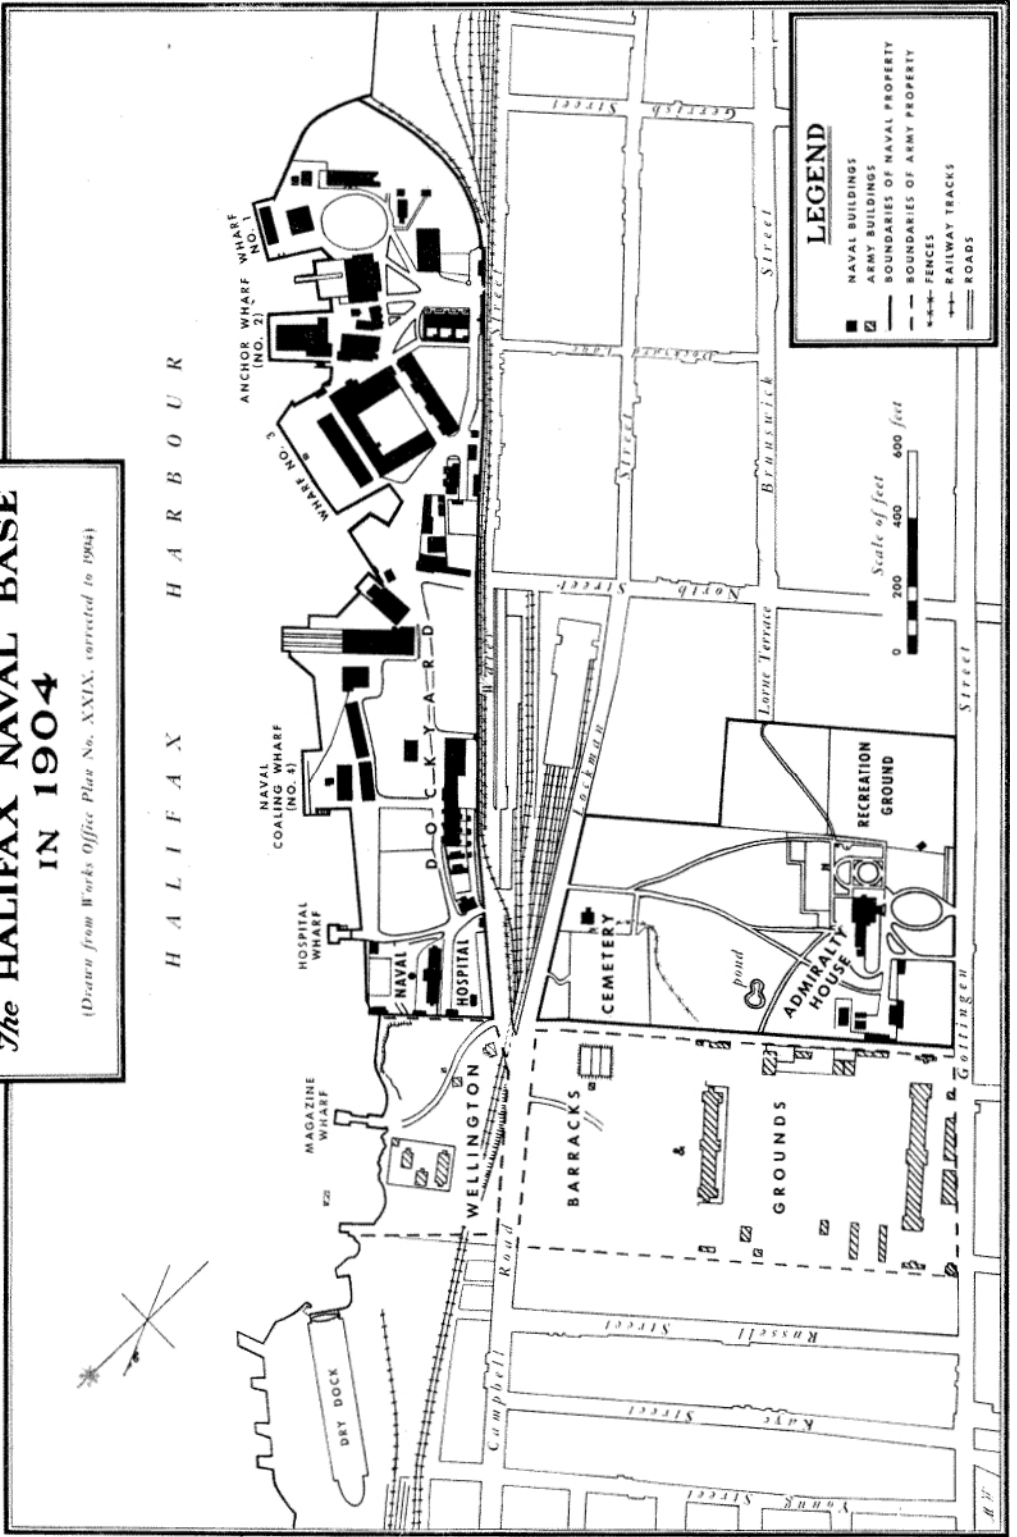 The HALIFAX NAVAL BASE
IN 1904
(Drawn from Works Office Plan No. XXIX. corrected to 1904)
HALIFAX HARBOUR
DRY DOCK
MAGAZINE
WHARF
HOSPITAL
WHARF
NAVAL
COALING WHARF
(NO. 4)
WHARF NO. 3
ANCHOR WHARF
(NO. 2)
WHARF
NO. 1
NAVAL
HOSPITAL
DOCKYARD
WELLINGTON
BARRACKS
&
GROUNDS
CEMETERY
pond
ADMIRALTY
HOUSE
RECREATION
GROUND
Campbell Road
Lockman Street
Water Street
Young Street
Kaye Street
Russell Street
North Street
Dockyard Lane
Gerrish Street
Lorne Terrace
Brunswick Street
Gottingen Street
Scale of feet
0 200 400 600 feet
LEGEND
NAVAL BUILDINGS
ARMY BUILDINGS
BOUNDARIES OF NAVAL PROPERTY
BOUNDARIES OF ARMY PROPERTY
FENCES
RAILWAY TRACKS
ROADS